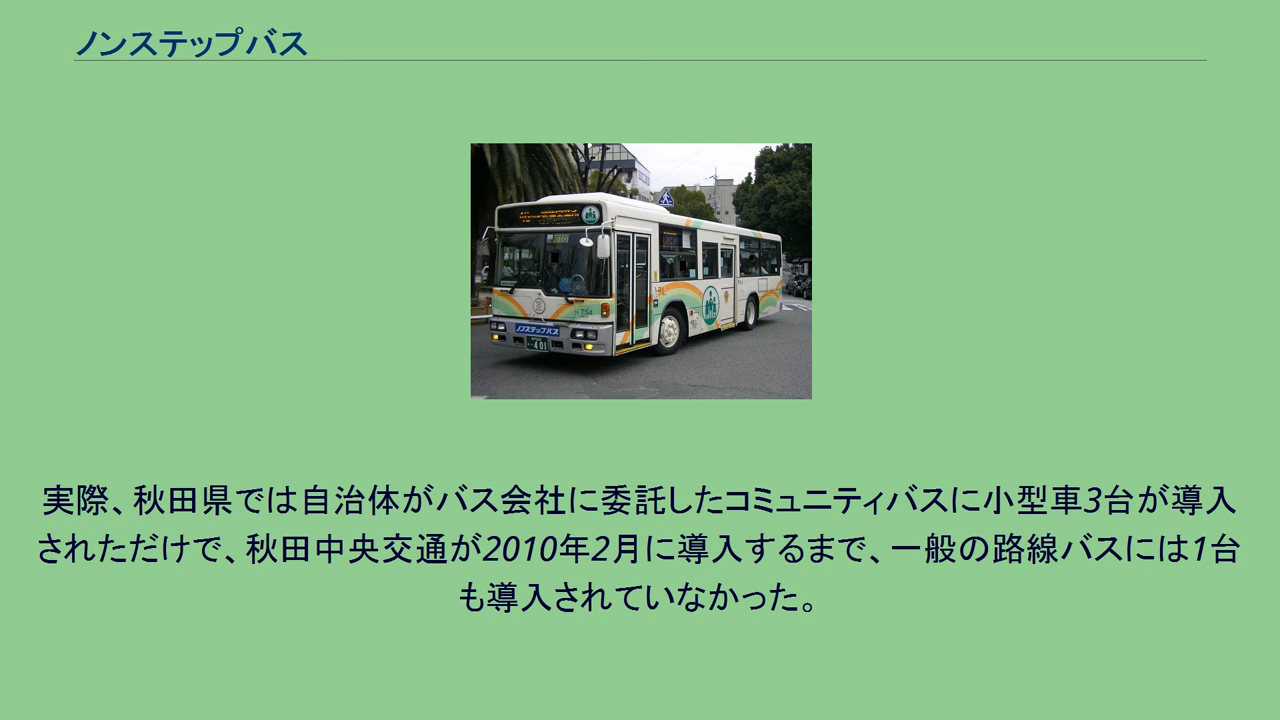 ノンステップバス
ノンステップバス
・401
実際、秋田県では自治体がバス会社に委託したコミュニティバスに小型車3台が導入
されただけで、秋田中央交通が2010年2月に導入するまで、一般の路線バスには1台
も導入されていなかった。